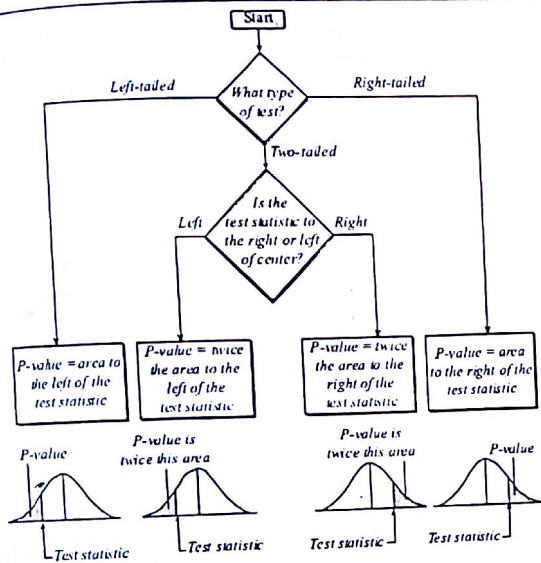 Start
Left-tailed
Right-tailed
What type
of test?
Two-tailed
Is the
test statistic to
the right or left
of center?
Left
Right
P-value = area to
the left of the
test statistic
P-value = twice
the area to the
left of the
test statistic
P-value = twice
the area to the
right of the
test statistic
P-value = area
to the right of the
test statistic
P-value
P-value is
twice this area
P-value is
twice this area
P-value
Test statistic
Test statistic
Test statistic
Test statistic